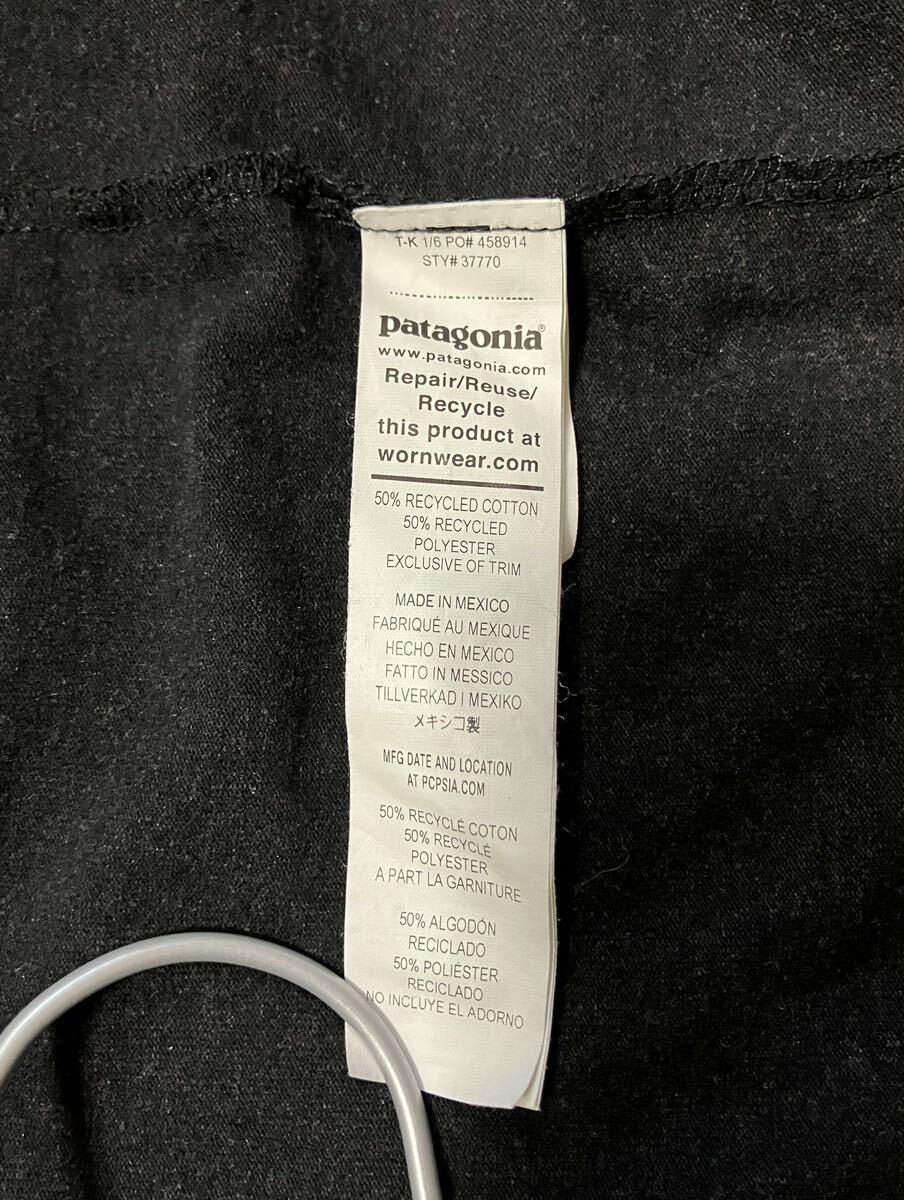 T-K 1/6 PO# 458914
STY# 37770
patagonia®
www.patagonia.com
Repair/Reuse/
Recycle
this product at
wornwear.com
50% RECYCLED COTTON
50% RECYCLED
POLYESTER
EXCLUSIVE OF TRIM
MADE IN MEXICO
FABRIQUÉ AU MEXIQUE
HECHO EN MÉXICO
FATTO IN MESSICO
TILLVERKAD I MEXIKO
メキシコ製
MFG DATE AND LOCATION
AT PCPSIA.COM
50% RECYCLÉ COTON
50% RECYCLÉ
POLYESTER
A PART LA GARNITURE
50% ALGODÓN
RECICLADO
50% POLIÉSTER
RECICLADO
NO INCLUYE EL ADORNO